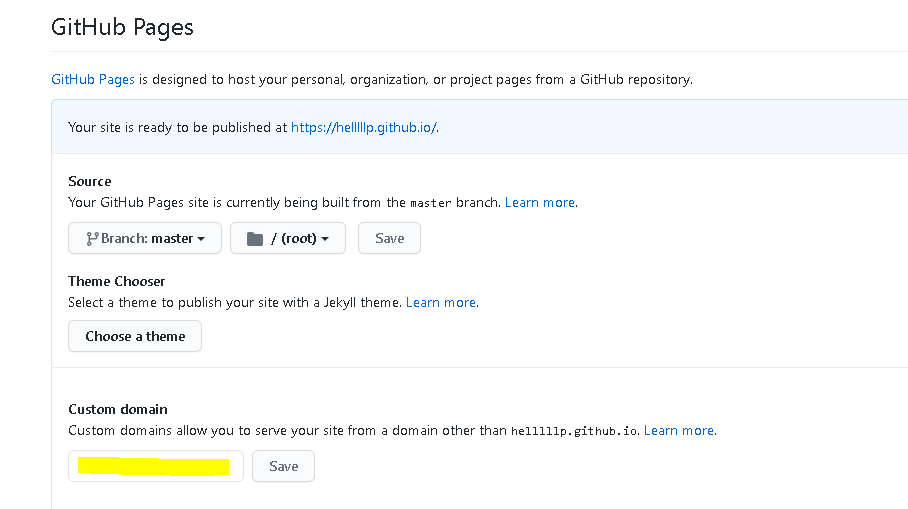 GitHub Pages
GitHub Pages is designed to host your personal, organization, or project pages from a GitHub repository.
Your site is ready to be published at https://helllllp.github.io/.
Source
Your GitHub Pages site is currently being built from the master branch. Learn more.
Branch: master / (root) Save
Theme Chooser
Select a theme to publish your site with a Jekyll theme. Learn more.
Choose a theme
Custom domain
Custom domains allow you to serve your site from a domain other than helllllp.github.io. Learn more.
Save